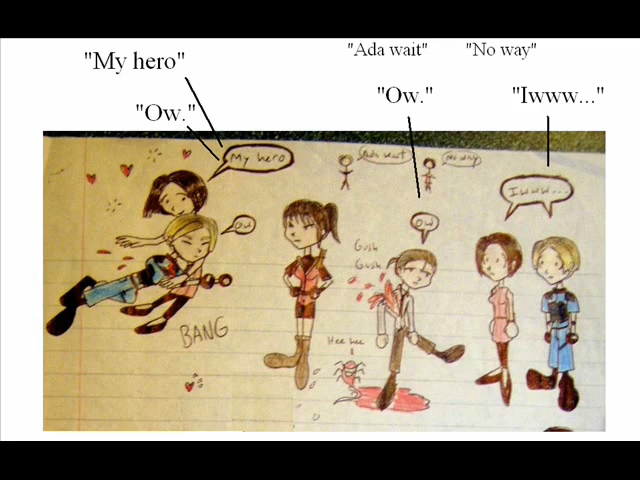 "Ada wait"
"No way"
"My hero"
"Ow."
"Ow."
"Iwww..."
My hero
Ada wait
No way
Iwww...
ow
ow
Gush
Gush
BANG
Hee hee